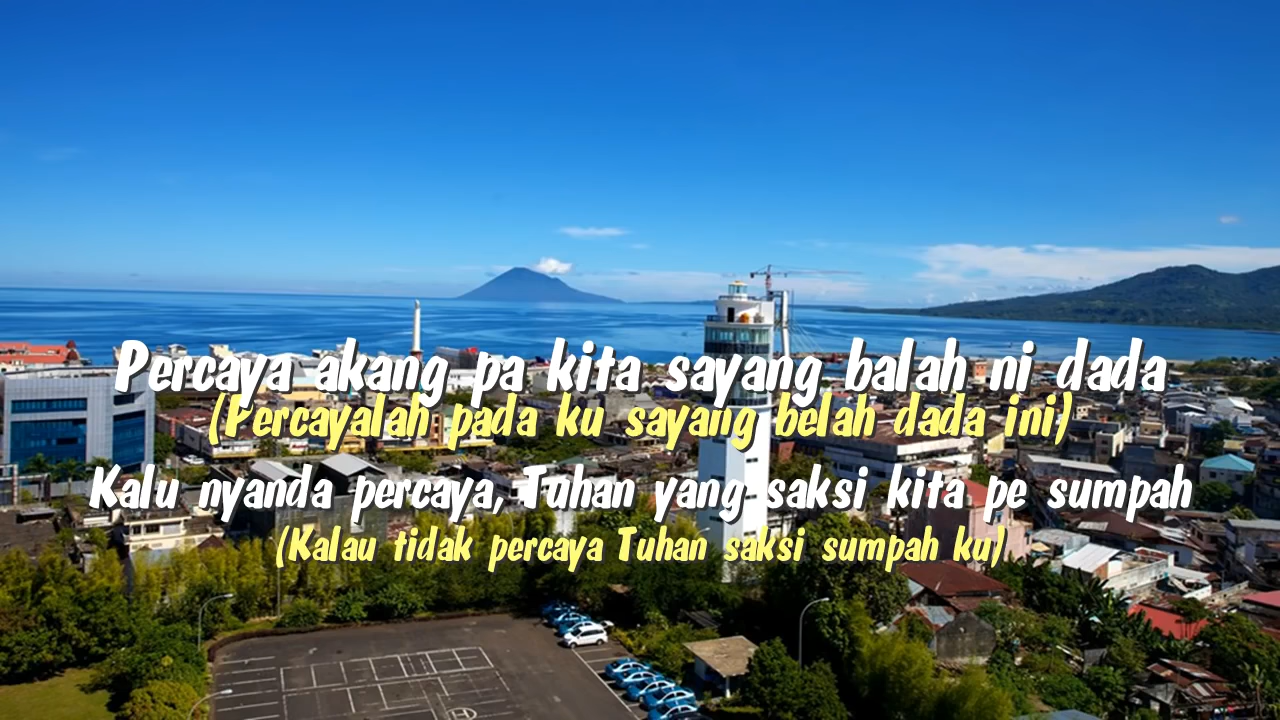 Percaya akang pa kita sayang balah ni dada
(Percayalah pada ku sayang belah dada ini)
Kalu nyanda percaya, Tuhan yang saksi kita pe sumpah
(Kalau tidak percaya Tuhan saksi sumpah ku)